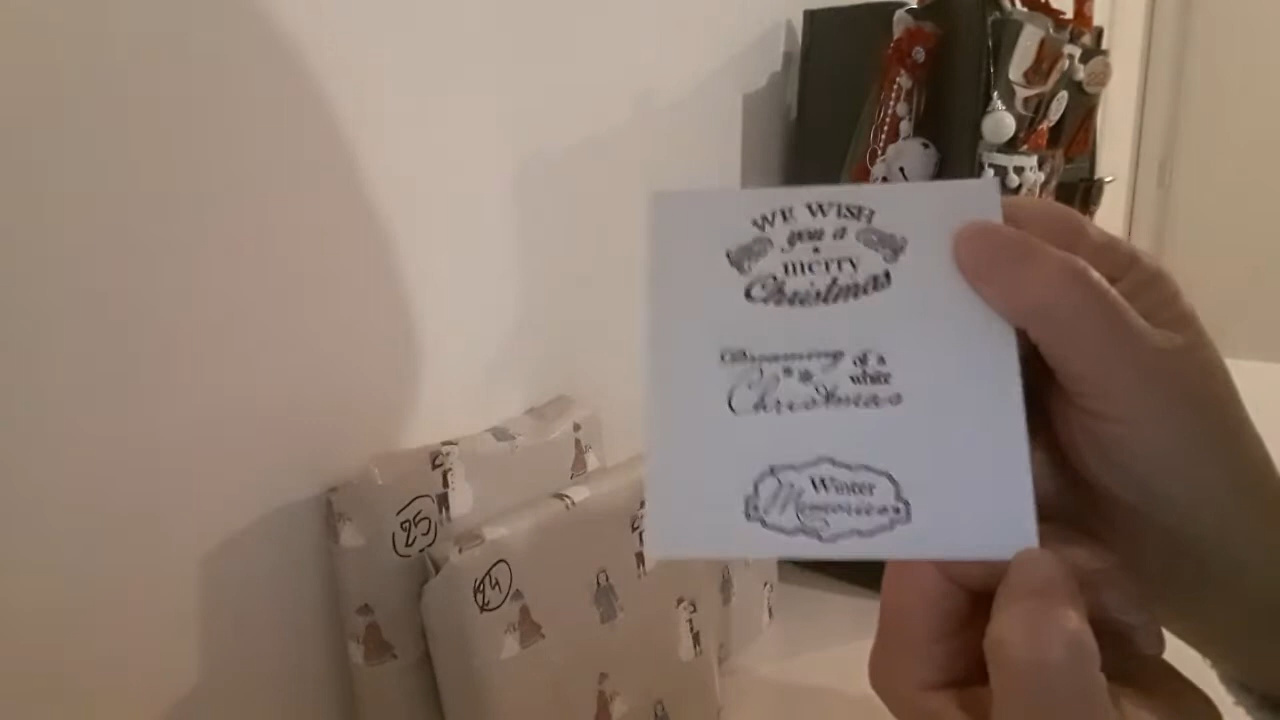 WE WISH
you a
merry
Christmas
Dreaming of a
white
Christmas
Winter
Memories
25
24